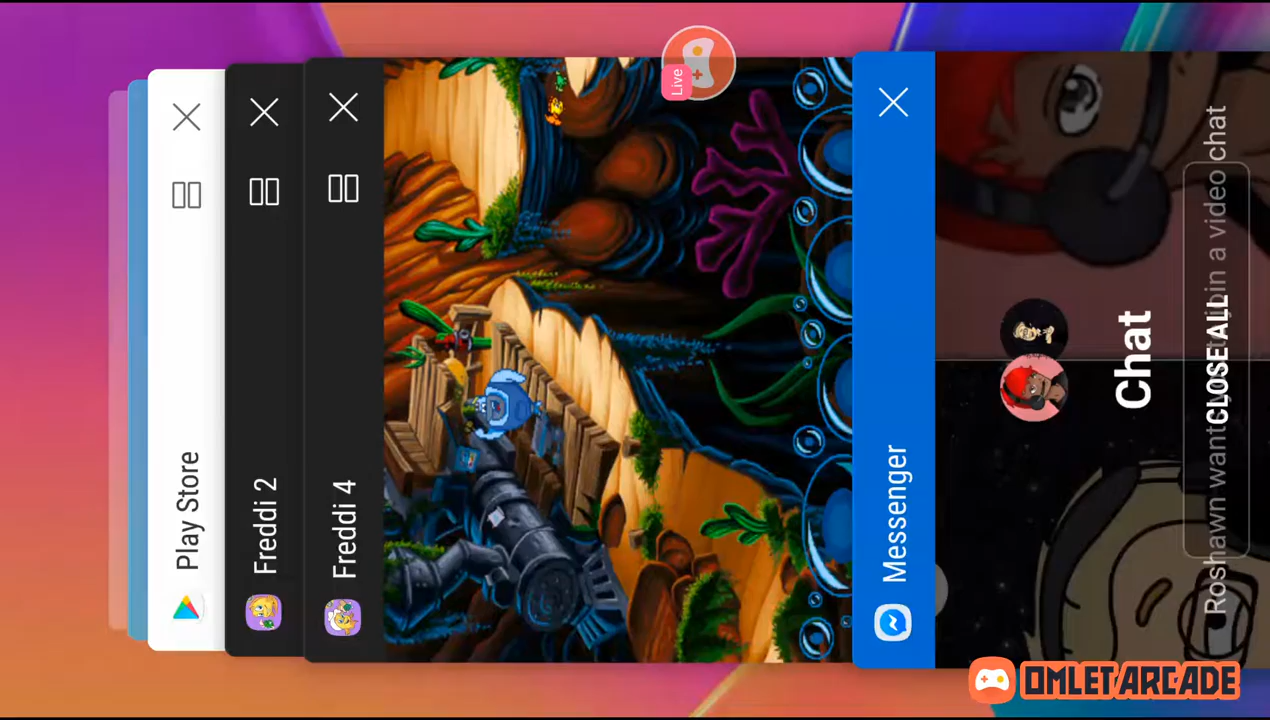 Play Store
Freddi 2
Freddi 4
Live
Messenger
Chat
Roshawn wants to join a video chat
CLOSE ALL
OMLET ARCADE